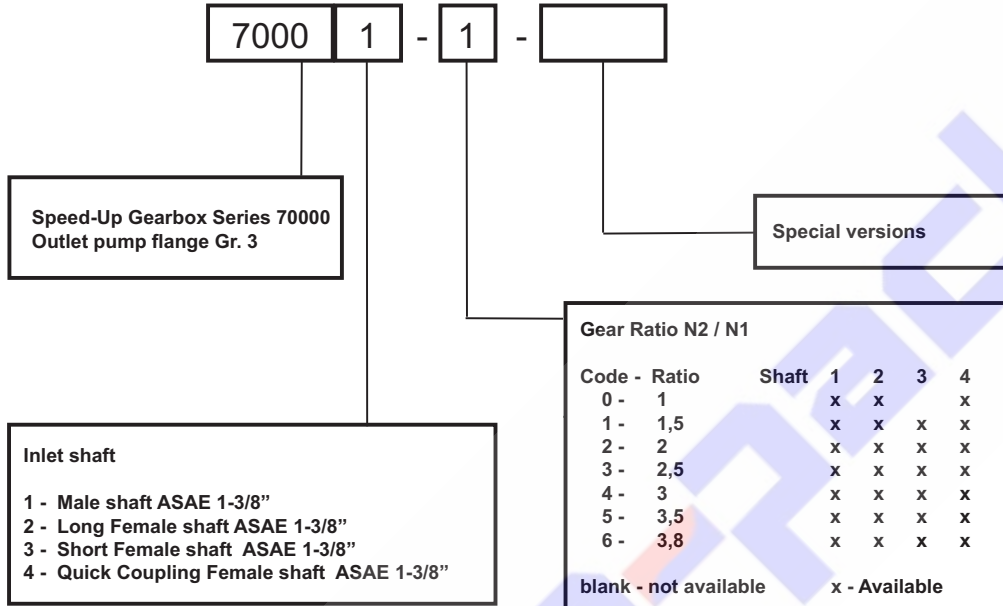 7000 1 - 1 -
Speed-Up Gearbox Series 70000
Outlet pump flange Gr. 3
Special versions
Inlet shaft
1 - Male shaft ASAE 1-3/8”
2 - Long Female shaft ASAE 1-3/8”
3 - Short Female shaft ASAE 1-3/8”
4 - Quick Coupling Female shaft ASAE 1-3/8”
Gear Ratio N2 / N1
Code - Ratio Shaft 1 2 3 4
0 - 1 x x x
1 - 1,5 x x x x
2 - 2 x x x x
3 - 2,5 x x x x
4 - 3 x x x x
5 - 3,5 x x x x
6 - 3,8 x x x x
blank - not available x - Available